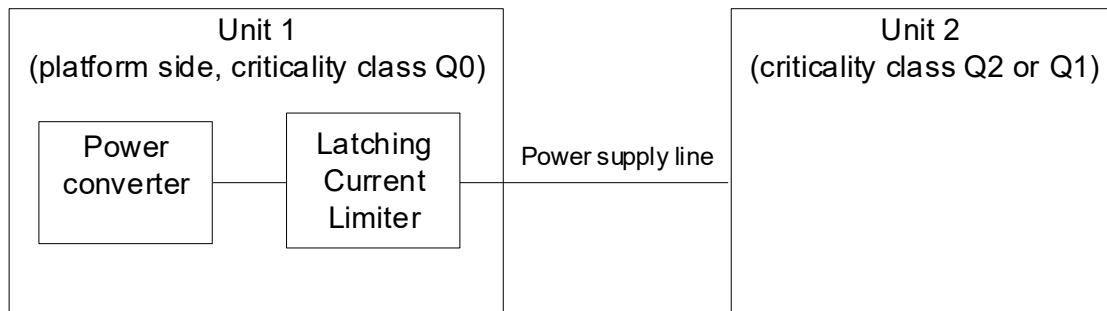 Unit 1
(platform side, criticality class Q0)
Power
converter
Latching
Current
Limiter
Power supply line
Unit 2
(criticality class Q2 or Q1)